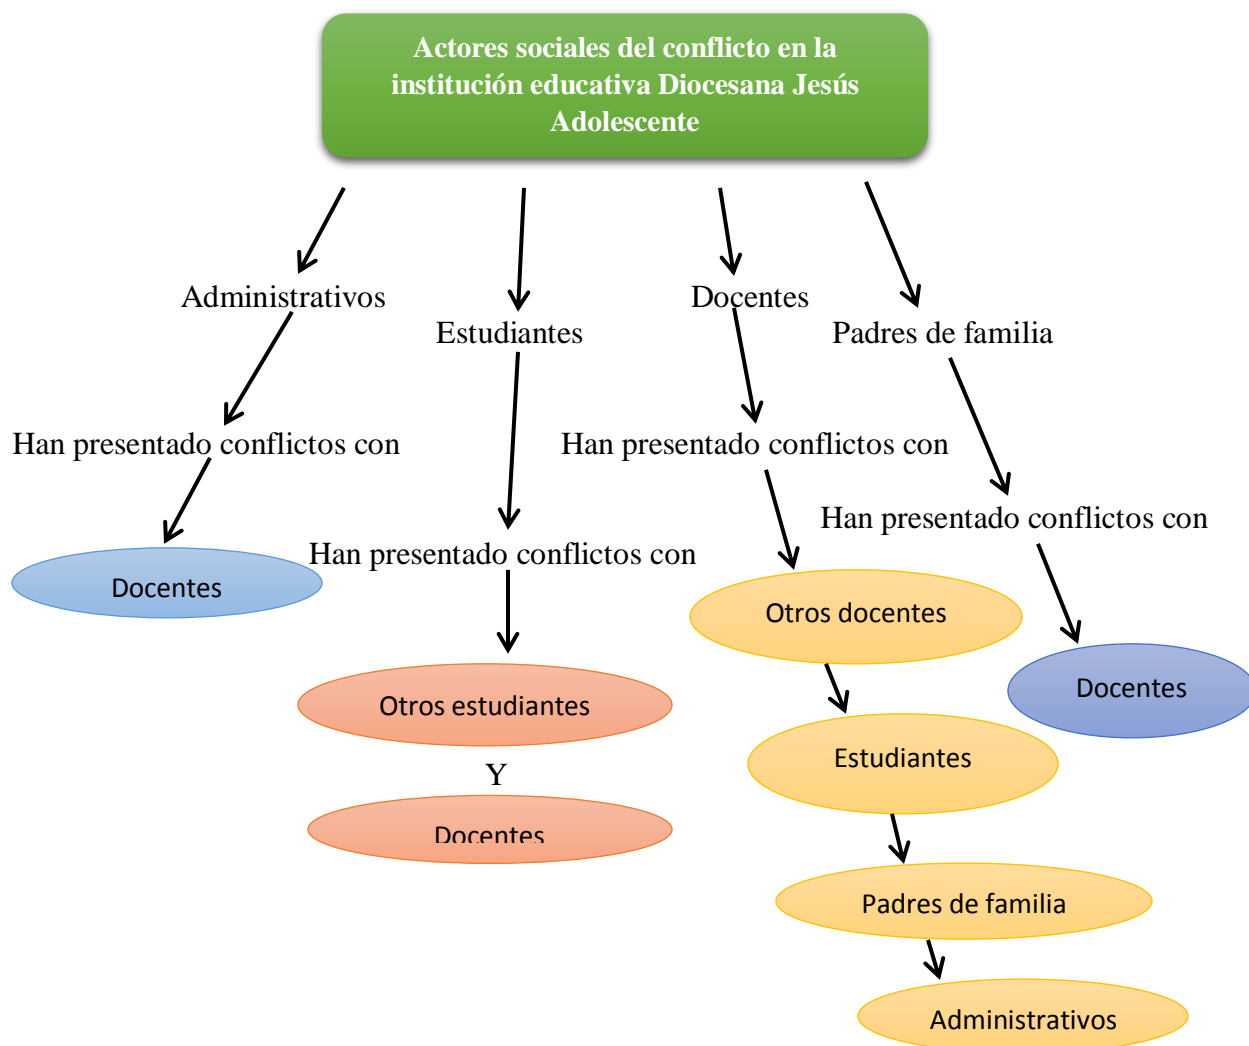 Actores sociales del conflicto en la
institución educativa Diocesana Jesús
Adolescente
Administrativos
Docentes
Estudiantes
Padres de familia
Han presentado conflictos con
Han presentado conflictos con
Han presentado conflictos con
Han presentado conflictos con
Docentes
Otros docentes
Docentes
Otros estudiantes
Estudiantes
Y
Docentes
Padres de familia
Administrativos